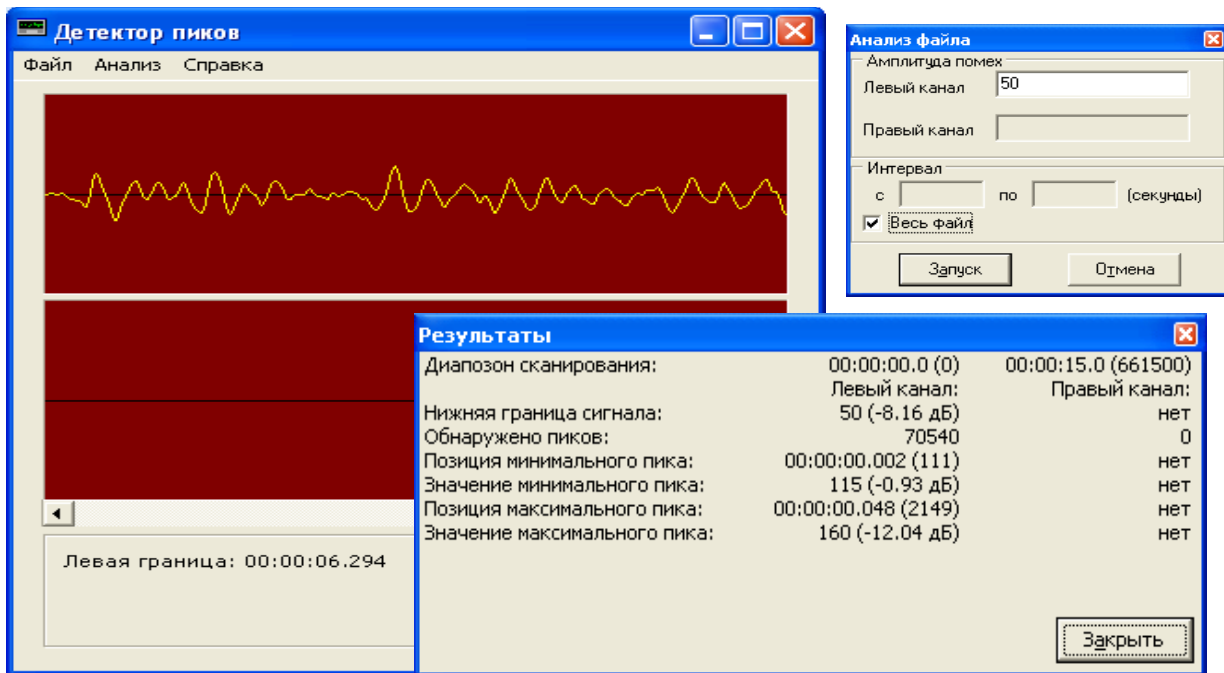 Детектор пиков
Файл Анализ Справка
Левая граница: 00:00:06.294
Анализ файла
Амплитуда помех
Левый канал 50
Правый канал
Интервал
с по (секунды)
Весь файл
Запуск Отмена
Результаты
Диапозон сканирования: 00:00:00.0 (0) 00:00:15.0 (661500)
Левый канал: Правый канал:
Нижняя граница сигнала: 50 (-8.16 дБ) нет
Обнаружено пиков: 70540 0
Позиция минимального пика: 00:00:00.002 (111) нет
Значение минимального пика: 115 (-0.93 дБ) нет
Позиция максимального пика: 00:00:00.048 (2149) нет
Значение максимального пика: 160 (-12.04 дБ) нет
Закрыть